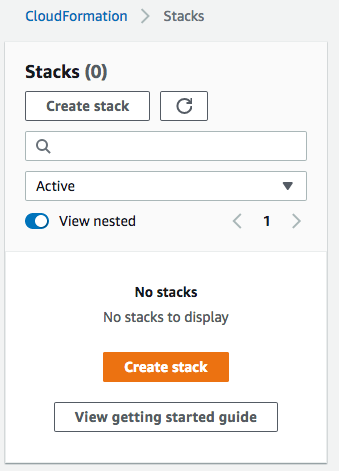 CloudFormation > Stacks
Stacks (0)
Create stack
Active
View nested < 1 >
No stacks
No stacks to display
Create stack
View getting started guide